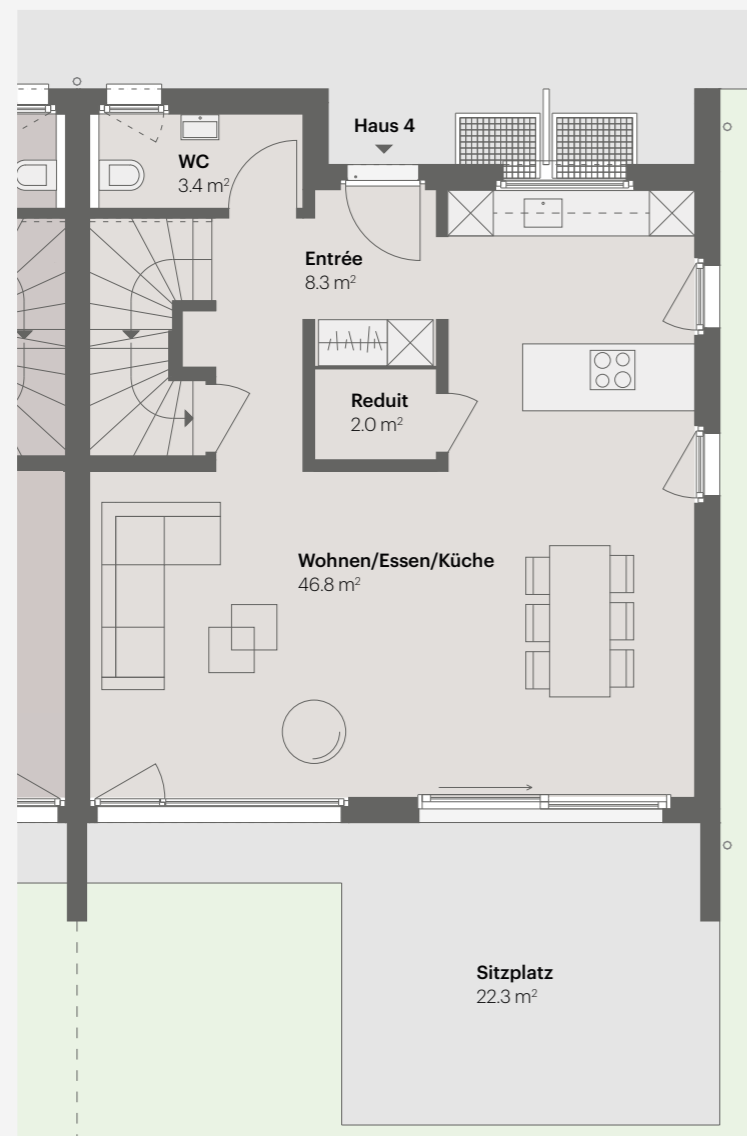 Haus 4
WC
3.4 m²
Entrée
8.3 m²
Reduit
2.0 m²
Wohnen/Essen/Küche
46.8 m²
Sitzplatz
22.3 m²